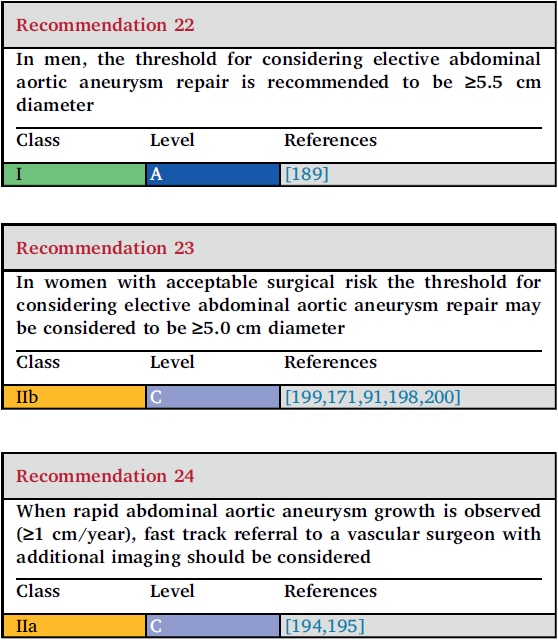 Recommendation 22
In men, the threshold for considering elective abdominal
aortic aneurysm repair is recommended to be ≥5.5 cm
diameter
Class Level References
I A [189]
Recommendation 23
In women with acceptable surgical risk the threshold for
considering elective abdominal aortic aneurysm repair may
be considered to be ≥5.0 cm diameter
Class Level References
IIb C [199,171,91,198,200]
Recommendation 24
When rapid abdominal aortic aneurysm growth is observed
(≥1 cm/year), fast track referral to a vascular surgeon with
additional imaging should be considered
Class Level References
IIa C [194,195]